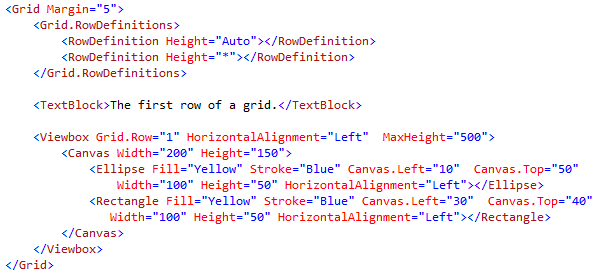 <Grid Margin="5">
    <Grid.RowDefinitions>
        <RowDefinition Height="Auto"></RowDefinition>
        <RowDefinition Height="*"></RowDefinition>
    </Grid.RowDefinitions>

    <TextBlock>The first row of a grid.</TextBlock>

    <Viewbox Grid.Row="1" HorizontalAlignment="Left"  MaxHeight="500">
        <Canvas Width="200" Height="150">
            <Ellipse Fill="Yellow" Stroke="Blue" Canvas.Left="10"  Canvas.Top="50"
                Width="100" Height="50" HorizontalAlignment="Left"></Ellipse>
            <Rectangle Fill="Yellow" Stroke="Blue" Canvas.Left="30"  Canvas.Top="40"
               Width="100" Height="50" HorizontalAlignment="Left"></Rectangle>
        </Canvas>
    </Viewbox>
</Grid>